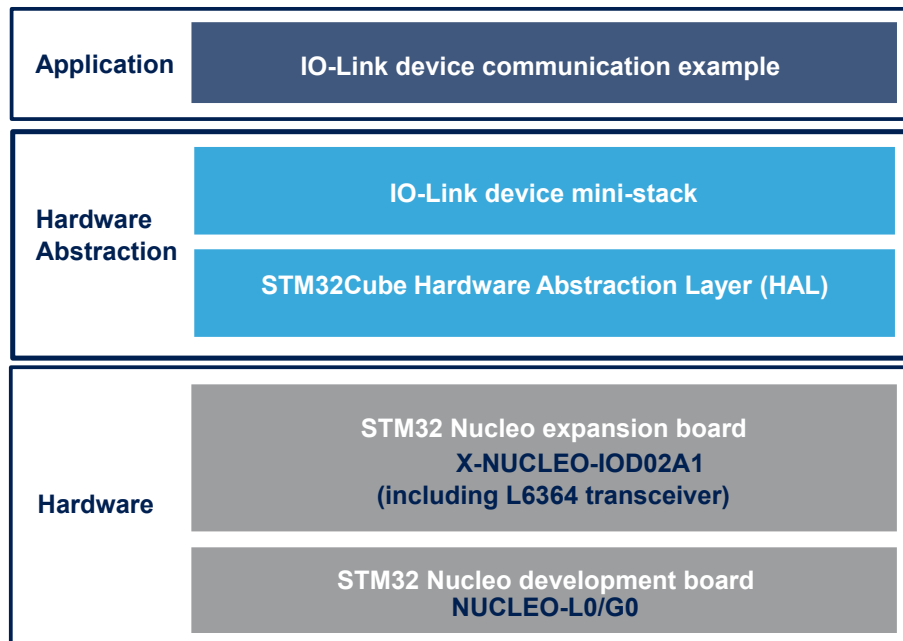 Application
IO-Link device communication example
Hardware
Abstraction
IO-Link device mini-stack
STM32Cube Hardware Abstraction Layer (HAL)
Hardware
STM32 Nucleo expansion board
X-NUCLEO-IOD02A1
(including L6364 transceiver)
STM32 Nucleo development board
NUCLEO-L0/G0